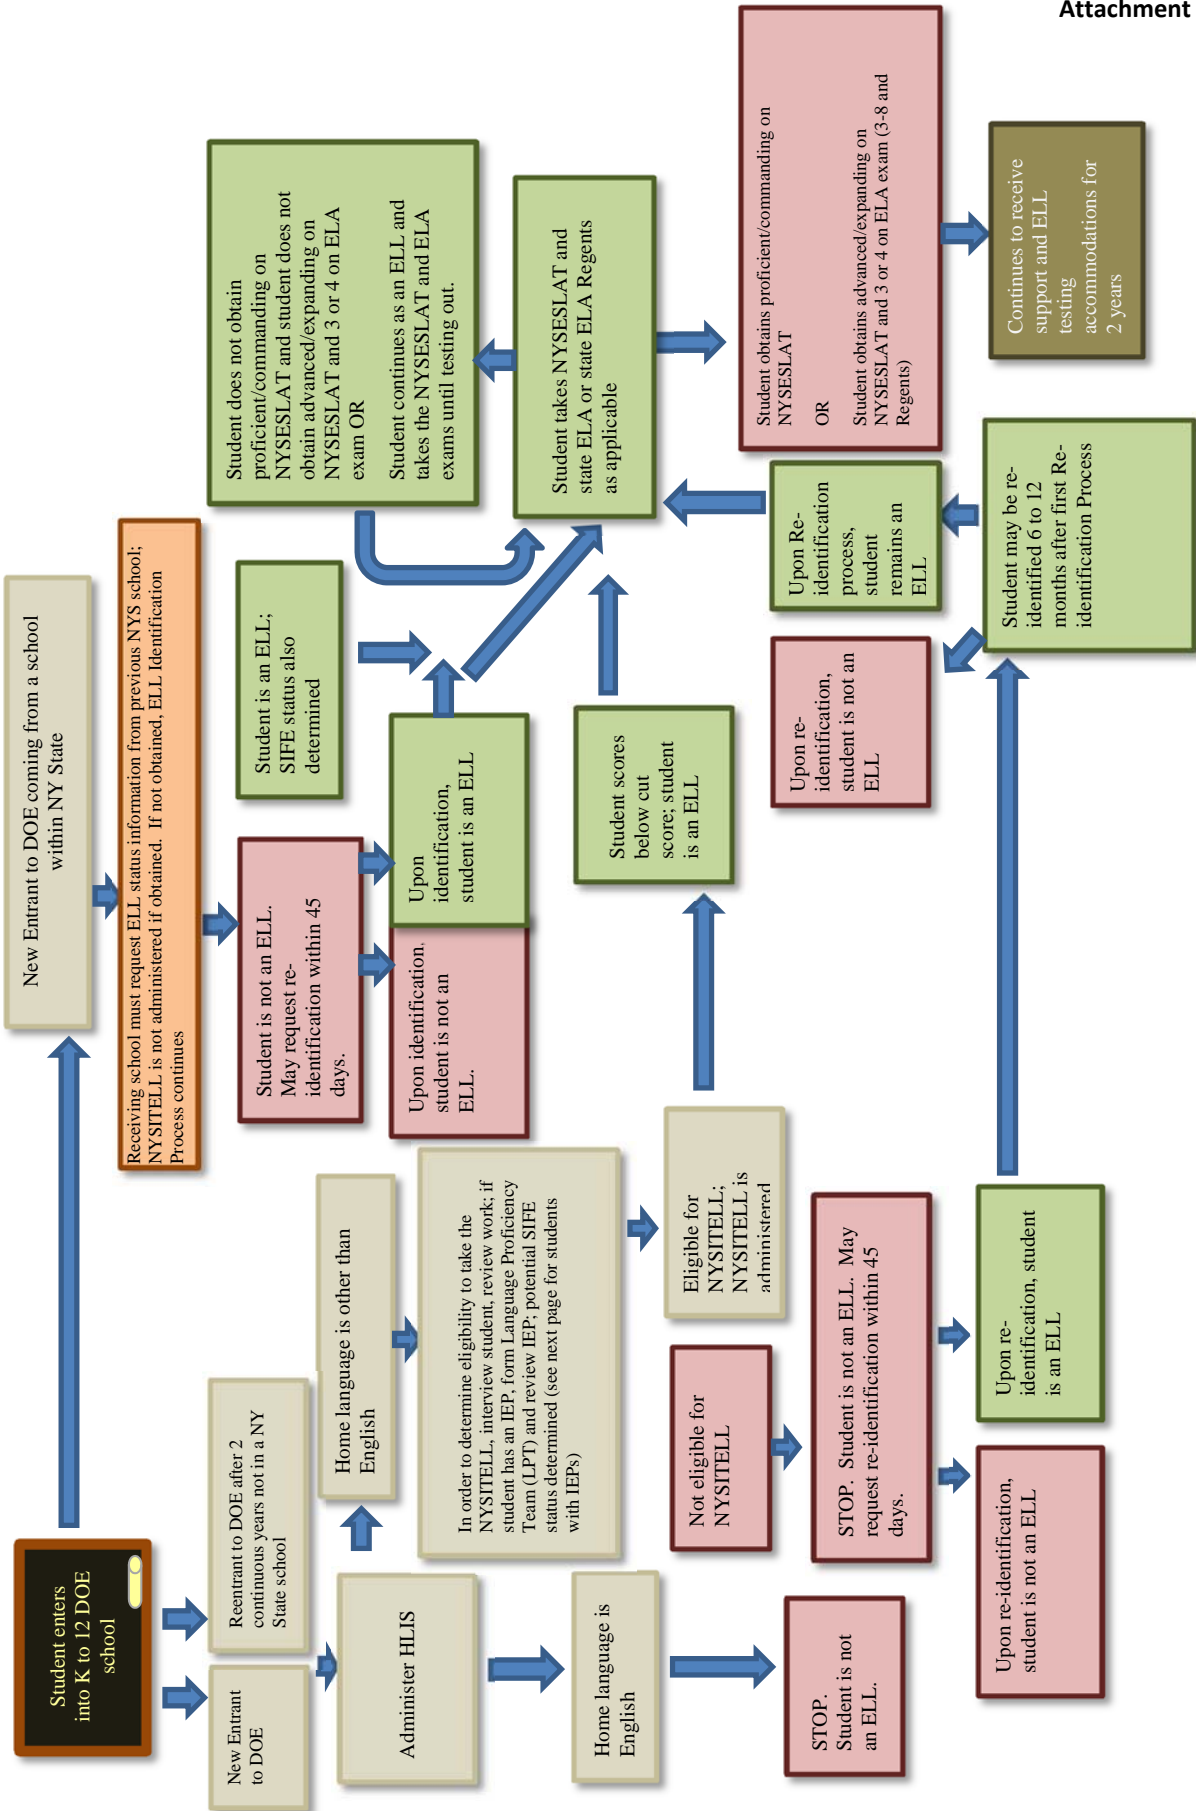 Attachment
Student enters
into K to 12 DOE
school
New Entrant to DOE coming from a school
within NY State
Receiving school must request ELL status information from previous NYS school;
NYSITELL is not administered if obtained.  If not obtained, ELL Identification
Process continues
New Entrant
to DOE
Reentrant to DOE after 2
continuous years not in a NY
State school
Student is not an ELL.
May request re-
identification within 45
days.
Student is an ELL;
SIFE status also
determined
Student does not obtain
proficient/commanding on
NYSESLAT and student does not
obtain advanced/expanding on
NYSESLAT and 3 or 4 on ELA
exam OR
Student continues as an ELL and
takes the NYSESLAT and ELA
exams until testing out.
Administer HLIS
Home language is other than
English
Upon identification,
student is not an
ELL.
Upon
identification,
student is an ELL
In order to determine eligibility to take the
NYSITELL, interview student, review work; if
student has an IEP, form Language Proficiency
Team (LPT) and review IEP; potential SIFE
status determined (see next page for students
with IEPs)
Student takes NYSESLAT and
state ELA or state ELA Regents
as applicable
Home language is
English
Student scores
below cut
score; student
is an ELL
Not eligible for
NYSITELL
Eligible for
NYSITELL;
NYSITELL is
administered
Student obtains proficient/commanding on
NYSESLAT
OR
Student obtains advanced/expanding on
NYSESLAT and 3 or 4 on ELA exam (3-8 and
Regents)
STOP.
Student is not
an ELL.
STOP.  Student is not an ELL.  May
request re-identification within 45
days.
Upon re-
identification,
student is not an
ELL
Upon Re-
identification
process,
student
remains an
ELL
Upon re-identification,
student is not an ELL
Upon re-
identification, student
is an ELL
Student may be re-
identified 6 to 12
months after first Re-
identification Process
Continues to receive
support and ELL
testing
accommodations for
2 years